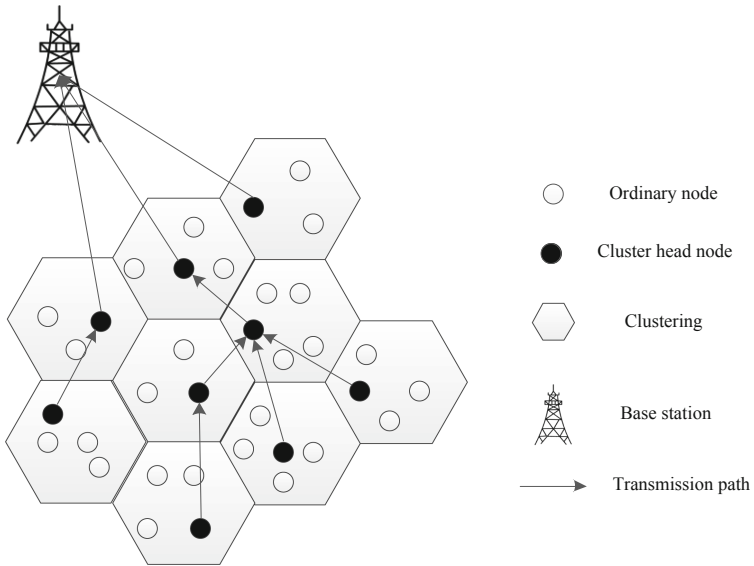 Ordinary node
Cluster head node
Clustering
Base station
Transmission path